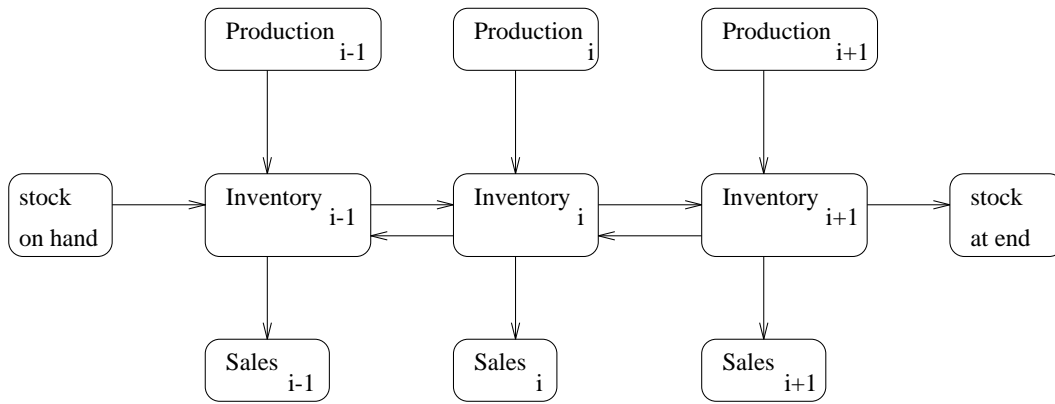 Production
i-1
Production
i
Production
i+1
stock
on hand
Inventory
i-1
Inventory
i
Inventory
i+1
stock
at end
Sales
i-1
Sales
i
Sales
i+1